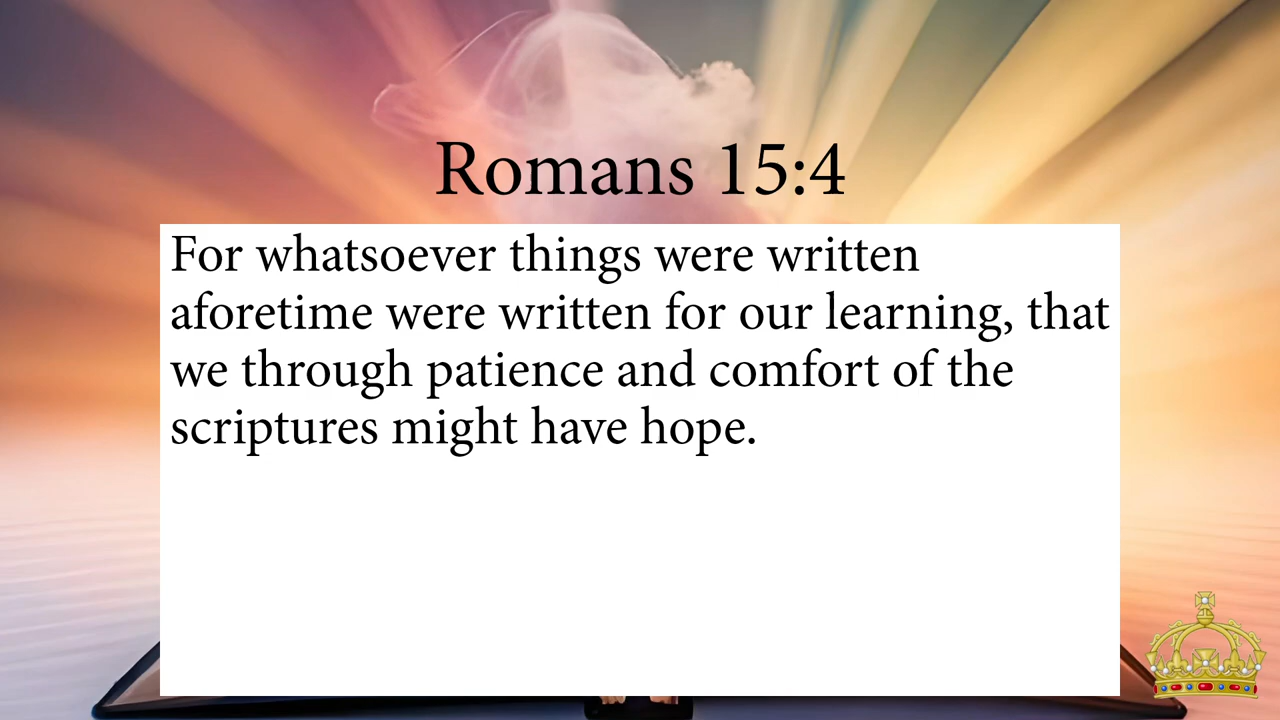 Romans 15:4
For whatsoever things were written
aforetime were written for our learning, that
we through patience and comfort of the
scriptures might have hope.